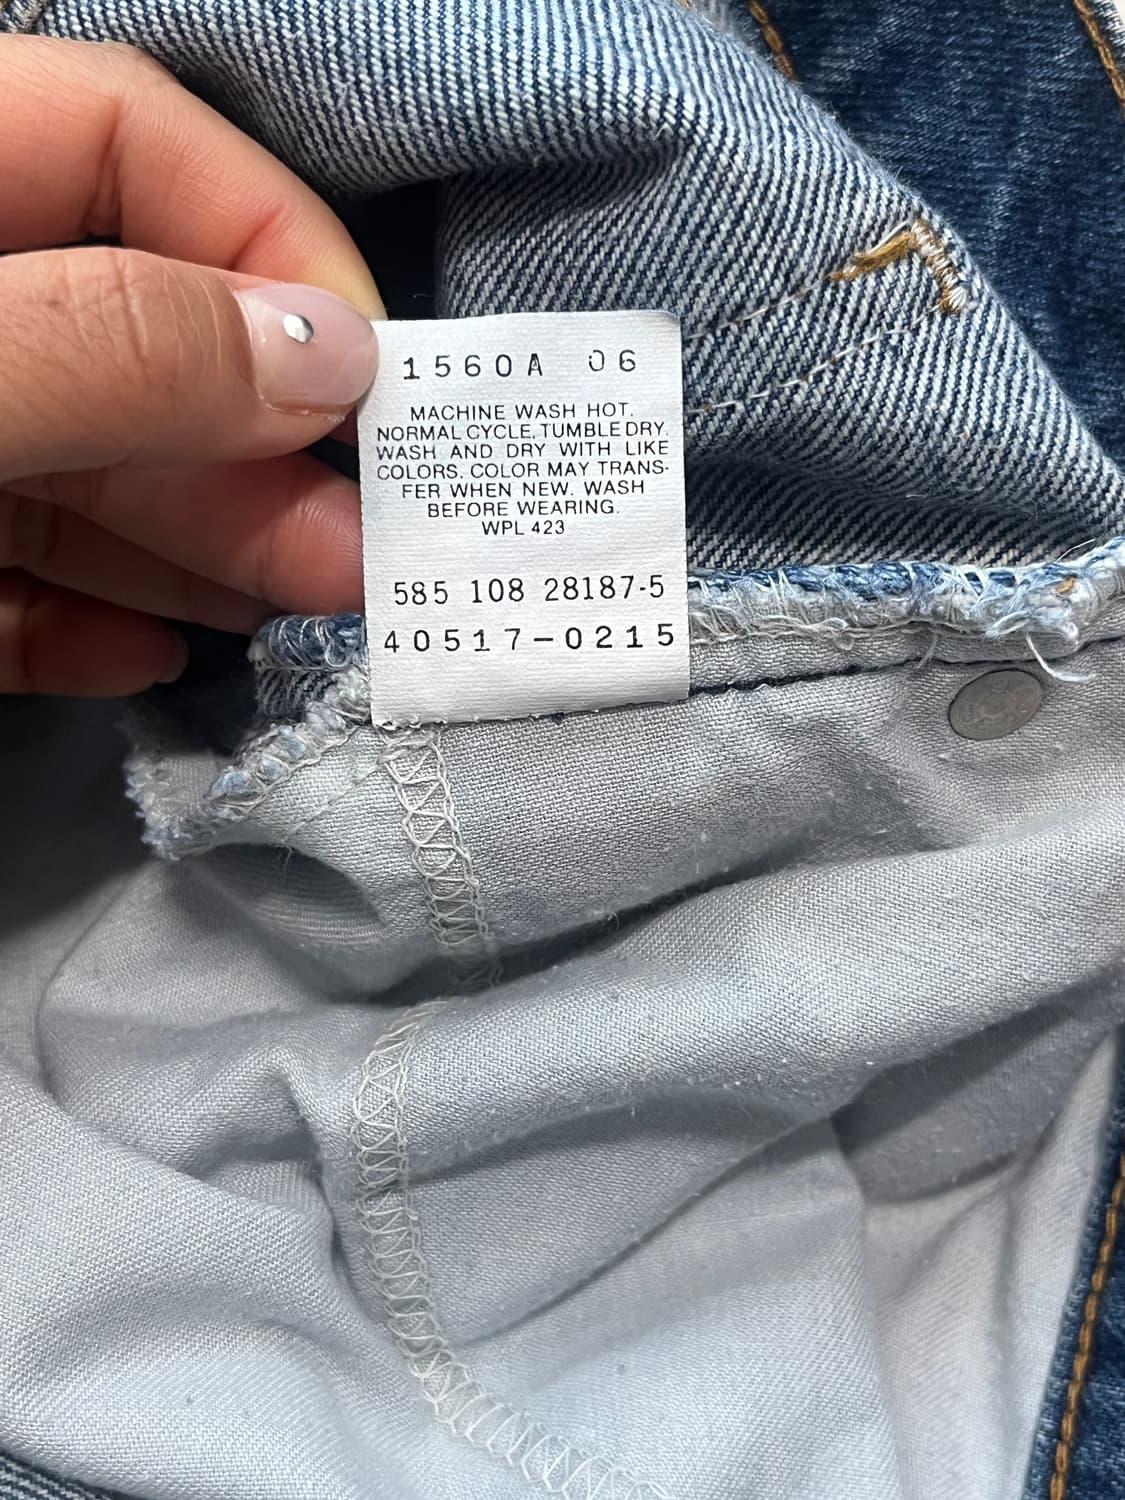 1560A 06
MACHINE WASH HOT.
NORMAL CYCLE, TUMBLE DRY.
WASH AND DRY WITH LIKE
COLORS. COLOR MAY TRANS-
FER WHEN NEW. WASH
BEFORE WEARING.
WPL 423
585 108 28187-5
40517-0215